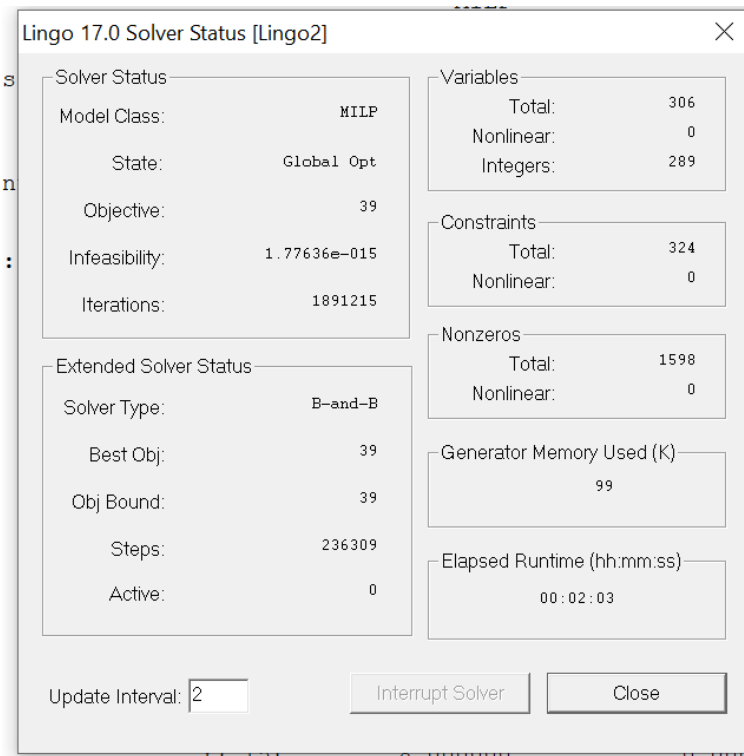 Lingo 17.0 Solver Status [Lingo2]
Solver Status
Model Class: MILP
State: Global Opt
Objective: 39
Infeasibility: 1.77636e-015
Iterations: 1891215
Extended Solver Status
Solver Type: B-and-B
Best Obj: 39
Obj Bound: 39
Steps: 236309
Active: 0
Variables
Total: 306
Nonlinear: 0
Integers: 289
Constraints
Total: 324
Nonlinear: 0
Nonzeros
Total: 1598
Nonlinear: 0
Generator Memory Used (K)
99
Elapsed Runtime (hh:mm:ss)
00:02:03
Update Interval: 2
Interrupt Solver
Close